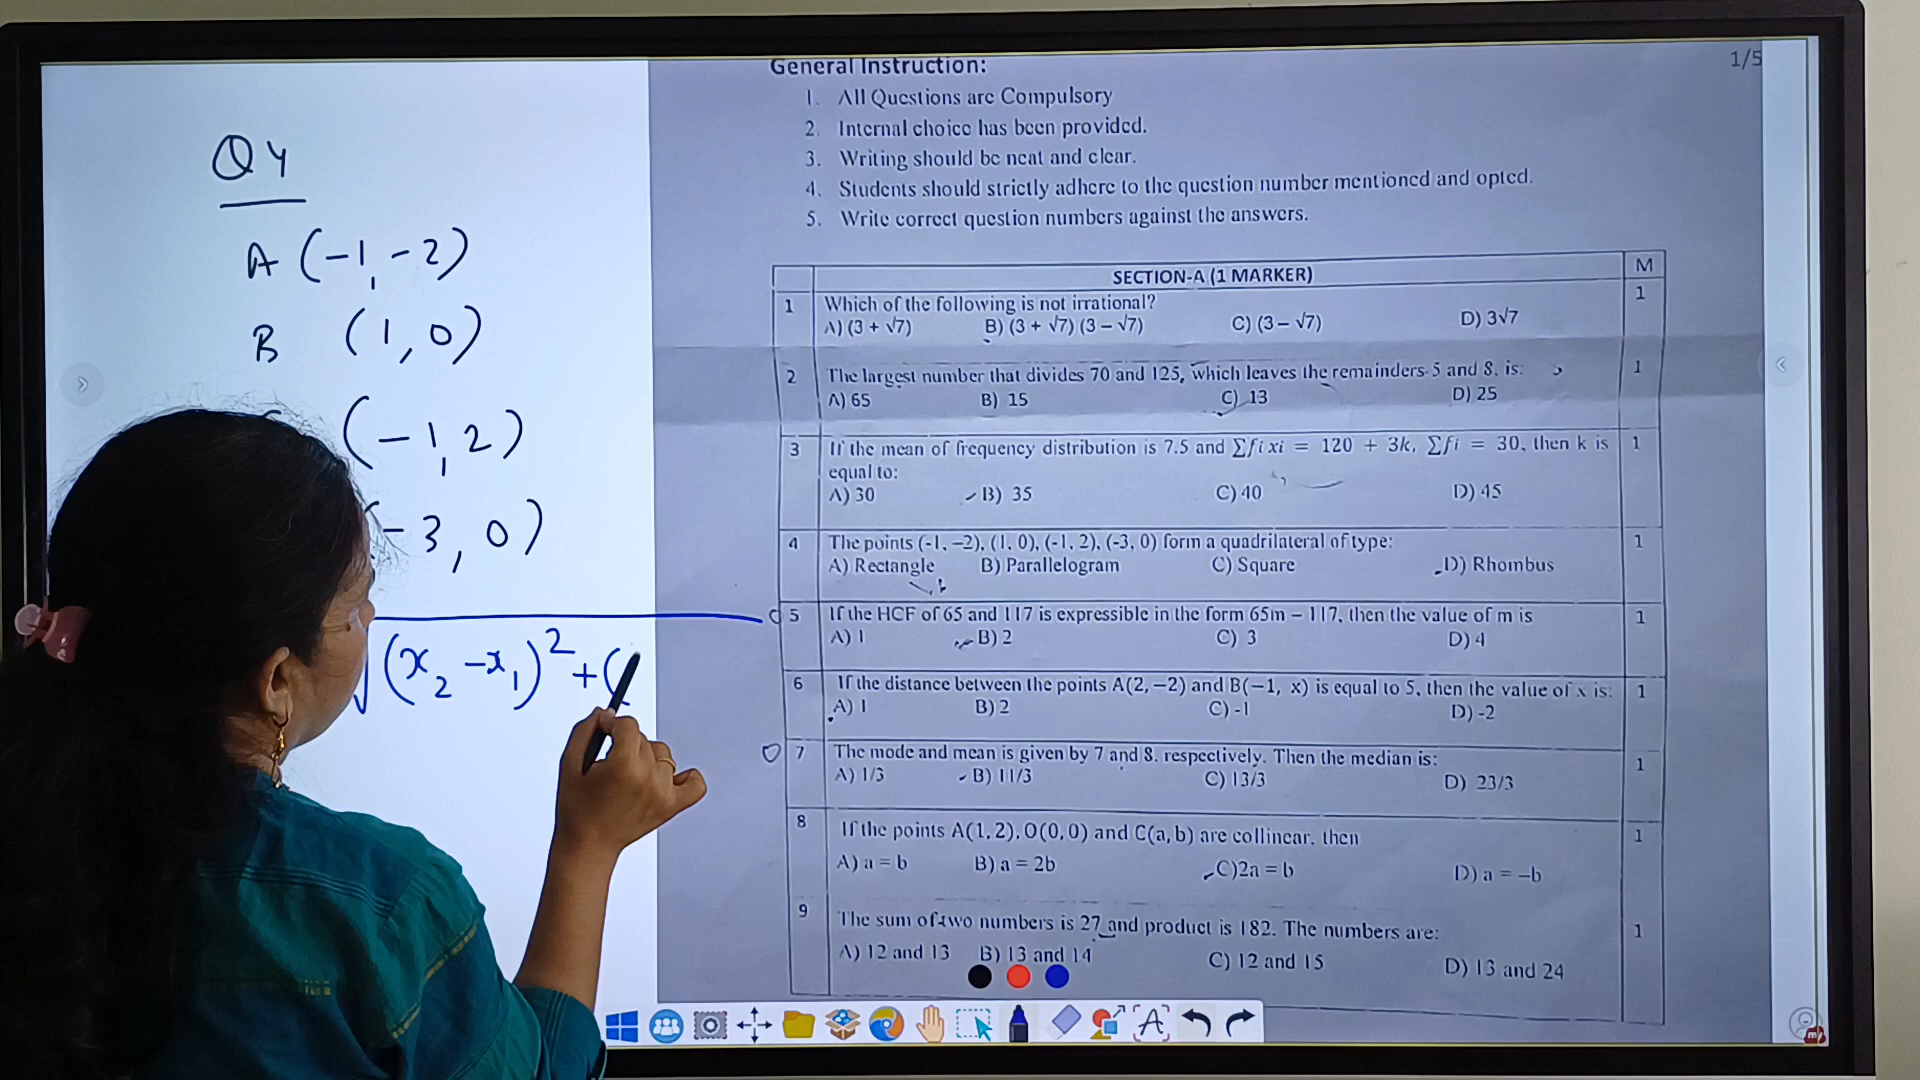 Q4
A (-1, -2)
B (1, 0)
(-1, 2)
-3, 0)
√(x₂ - x₁)² + (
1/5
General Instruction:
1. All Questions are Compulsory
2. Internal choice has been provided.
3. Writing should be neat and clear.
4. Students should strictly adhere to the question number mentioned and opted.
5. Write correct question numbers against the answers.
SECTION-A (1 MARKER) M
1 Which of the following is not irrational? 1
A) (3 + √7) B) (3 + √7) (3 – √7) C) (3 – √7) D) 3√7
2 The largest number that divides 70 and 125, which leaves the remainders 5 and 8, is: 1
A) 65 B) 15 C) 13 D) 25
3 If the mean of frequency distribution is 7.5 and ∑fi xi = 120 + 3k, ∑fi = 30, then k is 1
equal to:
A) 30 B) 35 C) 40 D) 45
4 The points (-1, –2), (1, 0), (-1, 2), (-3, 0) form a quadrilateral of type: 1
A) Rectangle B) Parallelogram C) Square D) Rhombus
5 If the HCF of 65 and 117 is expressible in the form 65m – 117, then the value of m is 1
A) 1 B) 2 C) 3 D) 4
6 If the distance between the points A(2, –2) and B(–1, x) is equal to 5, then the value of x is: 1
A) 1 B) 2 C) -1 D) -2
7 The mode and mean is given by 7 and 8. respectively. Then the median is: 1
A) 1/3 B) 11/3 C) 13/3 D) 23/3
8 If the points A(1, 2), O(0, 0) and C(a, b) are collinear, then 1
A) a = b B) a = 2b C) 2a = b D) a = –b
9 The sum of two numbers is 27 and product is 182. The numbers are: 1
A) 12 and 13 B) 13 and 14 C) 12 and 15 D) 13 and 24